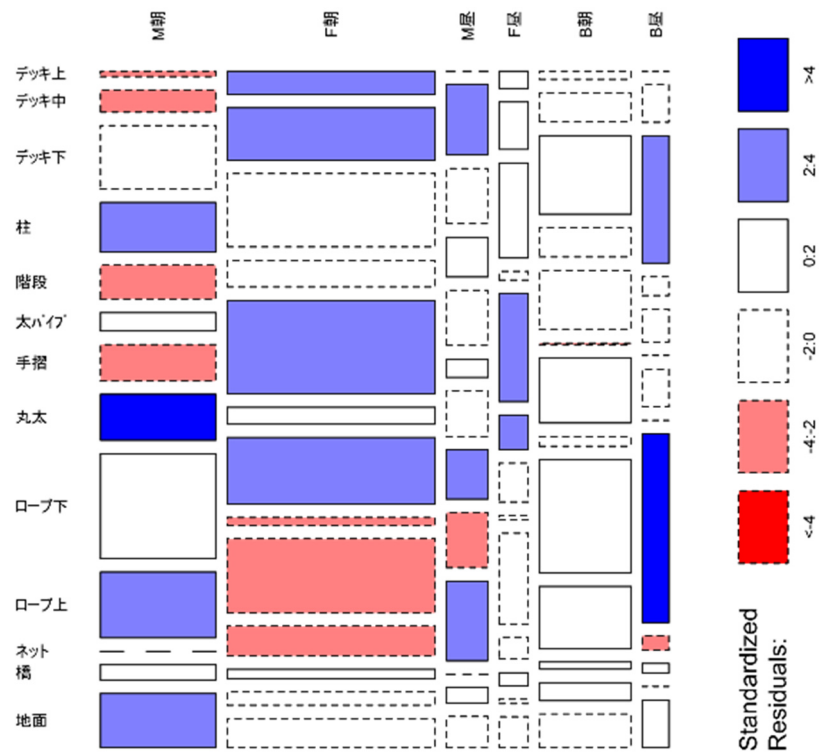 M朝
F朝
M昼
F昼
B朝
B昼
デッキ上
デッキ中
デッキ下
柱
階段
太パイプ
手摺
丸太
ロープ下
ロープ上
ネット
橋
地面
>4
2:4
0:2
-2:0
-4:-2
<-4
Standardized
Residuals: